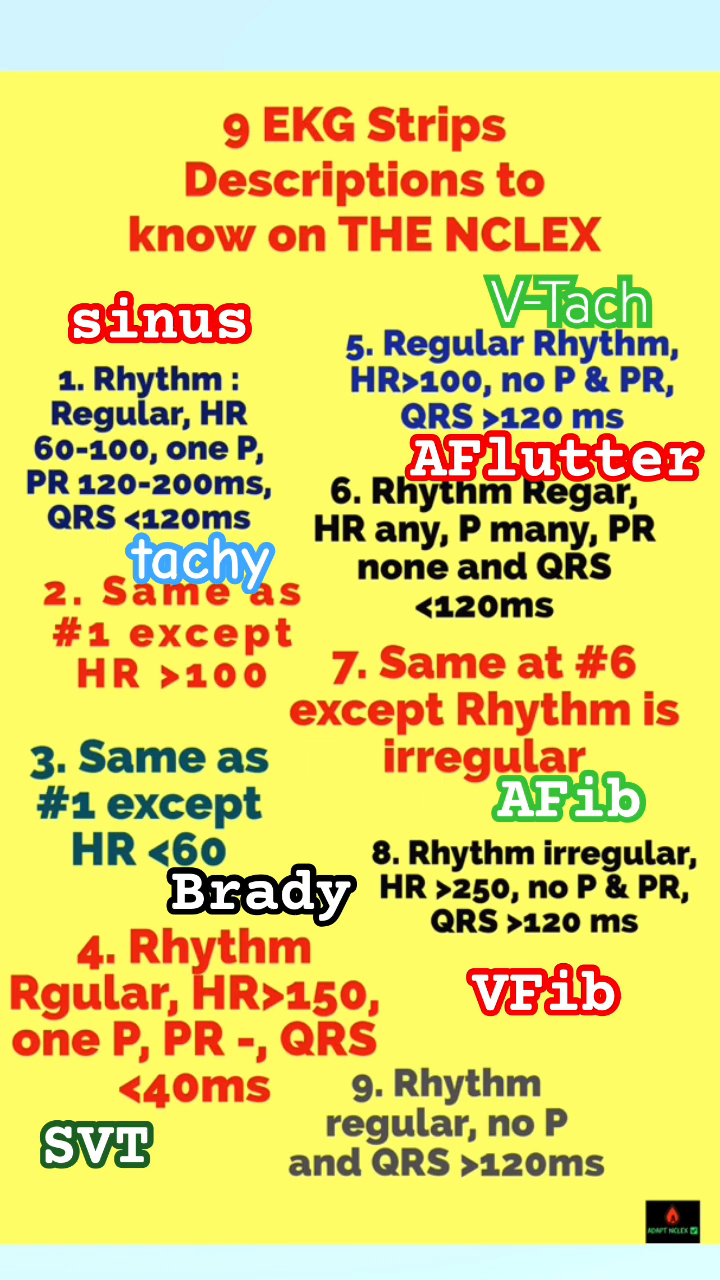 9 EKG Strips
Descriptions to
know on THE NCLEX
sinus
1. Rhythm :
Regular, HR
60-100, one P,
PR 120-200ms,
QRS <120ms
tachy
2. Same as
#1 except
HR >100
3. Same as
#1 except
HR <60
Brady
4. Rhythm
Rgular, HR>150,
one P, PR -, QRS
<40ms
SVT
V-Tach
5. Regular Rhythm,
HR>100, no P & PR,
QRS >120 ms
AFlutter
6. Rhythm Regar,
HR any, P many, PR
none and QRS
<120ms
7. Same at #6
except Rhythm is
irregular
AFib
8. Rhythm irregular,
HR >250, no P & PR,
QRS >120 ms
VFib
9. Rhythm
regular, no P
and QRS >120ms
ADAPT NCLEX